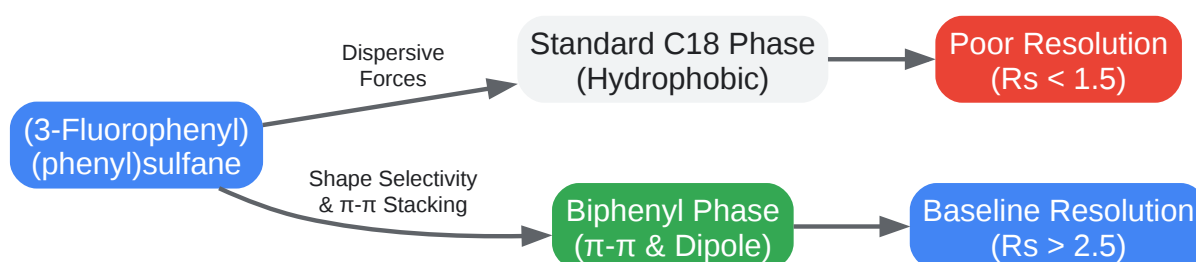 (3-Fluorophenyl)
(phenyl)sulfane
Dispersive
Forces
Standard C18 Phase
(Hydrophobic)
Poor Resolution
(Rs < 1.5)
Shape Selectivity
& π-π Stacking
Biphenyl Phase
(π-π & Dipole)
Baseline Resolution
(Rs > 2.5)